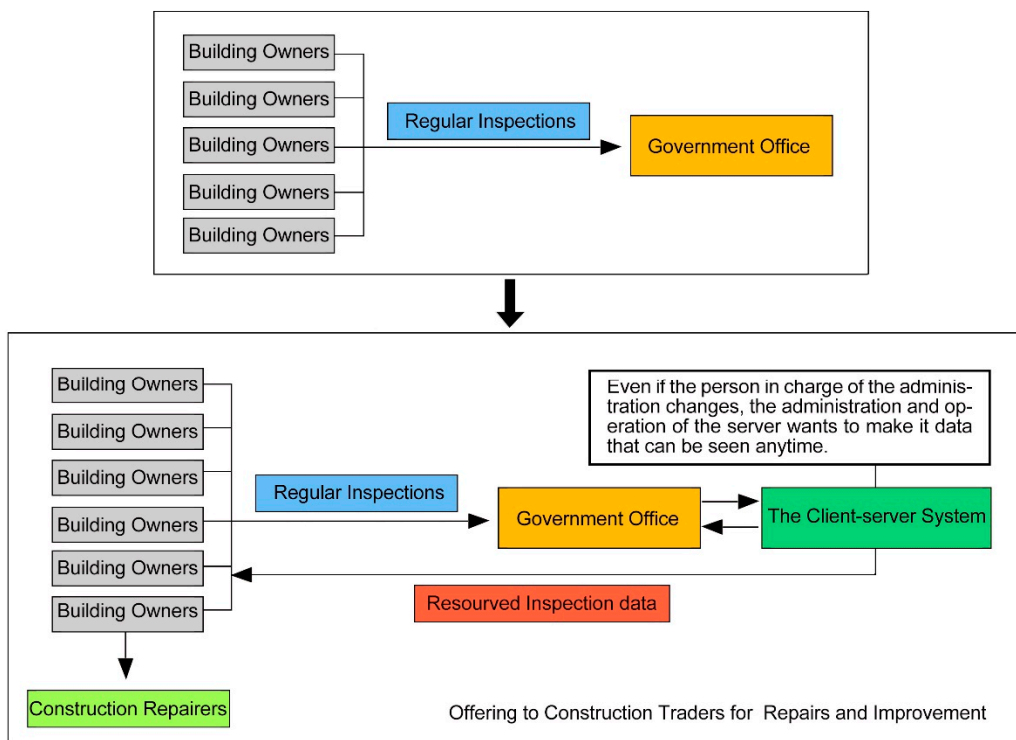 Building Owners
Building Owners
Regular Inspections
Building Owners
Government Office
Building Owners
Building Owners
Building Owners
Even if the person in charge of the adminis-
tration changes, the administration and op-
eration of the server wants to make it data
that can be seen anytime.
Building Owners
Building Owners
Regular Inspections
Building Owners
Government Office
The Client-server System
Building Owners
Resourved Inspection data
Building Owners
Construction Repairers
Offering to Construction Traders for Repairs and Improvement